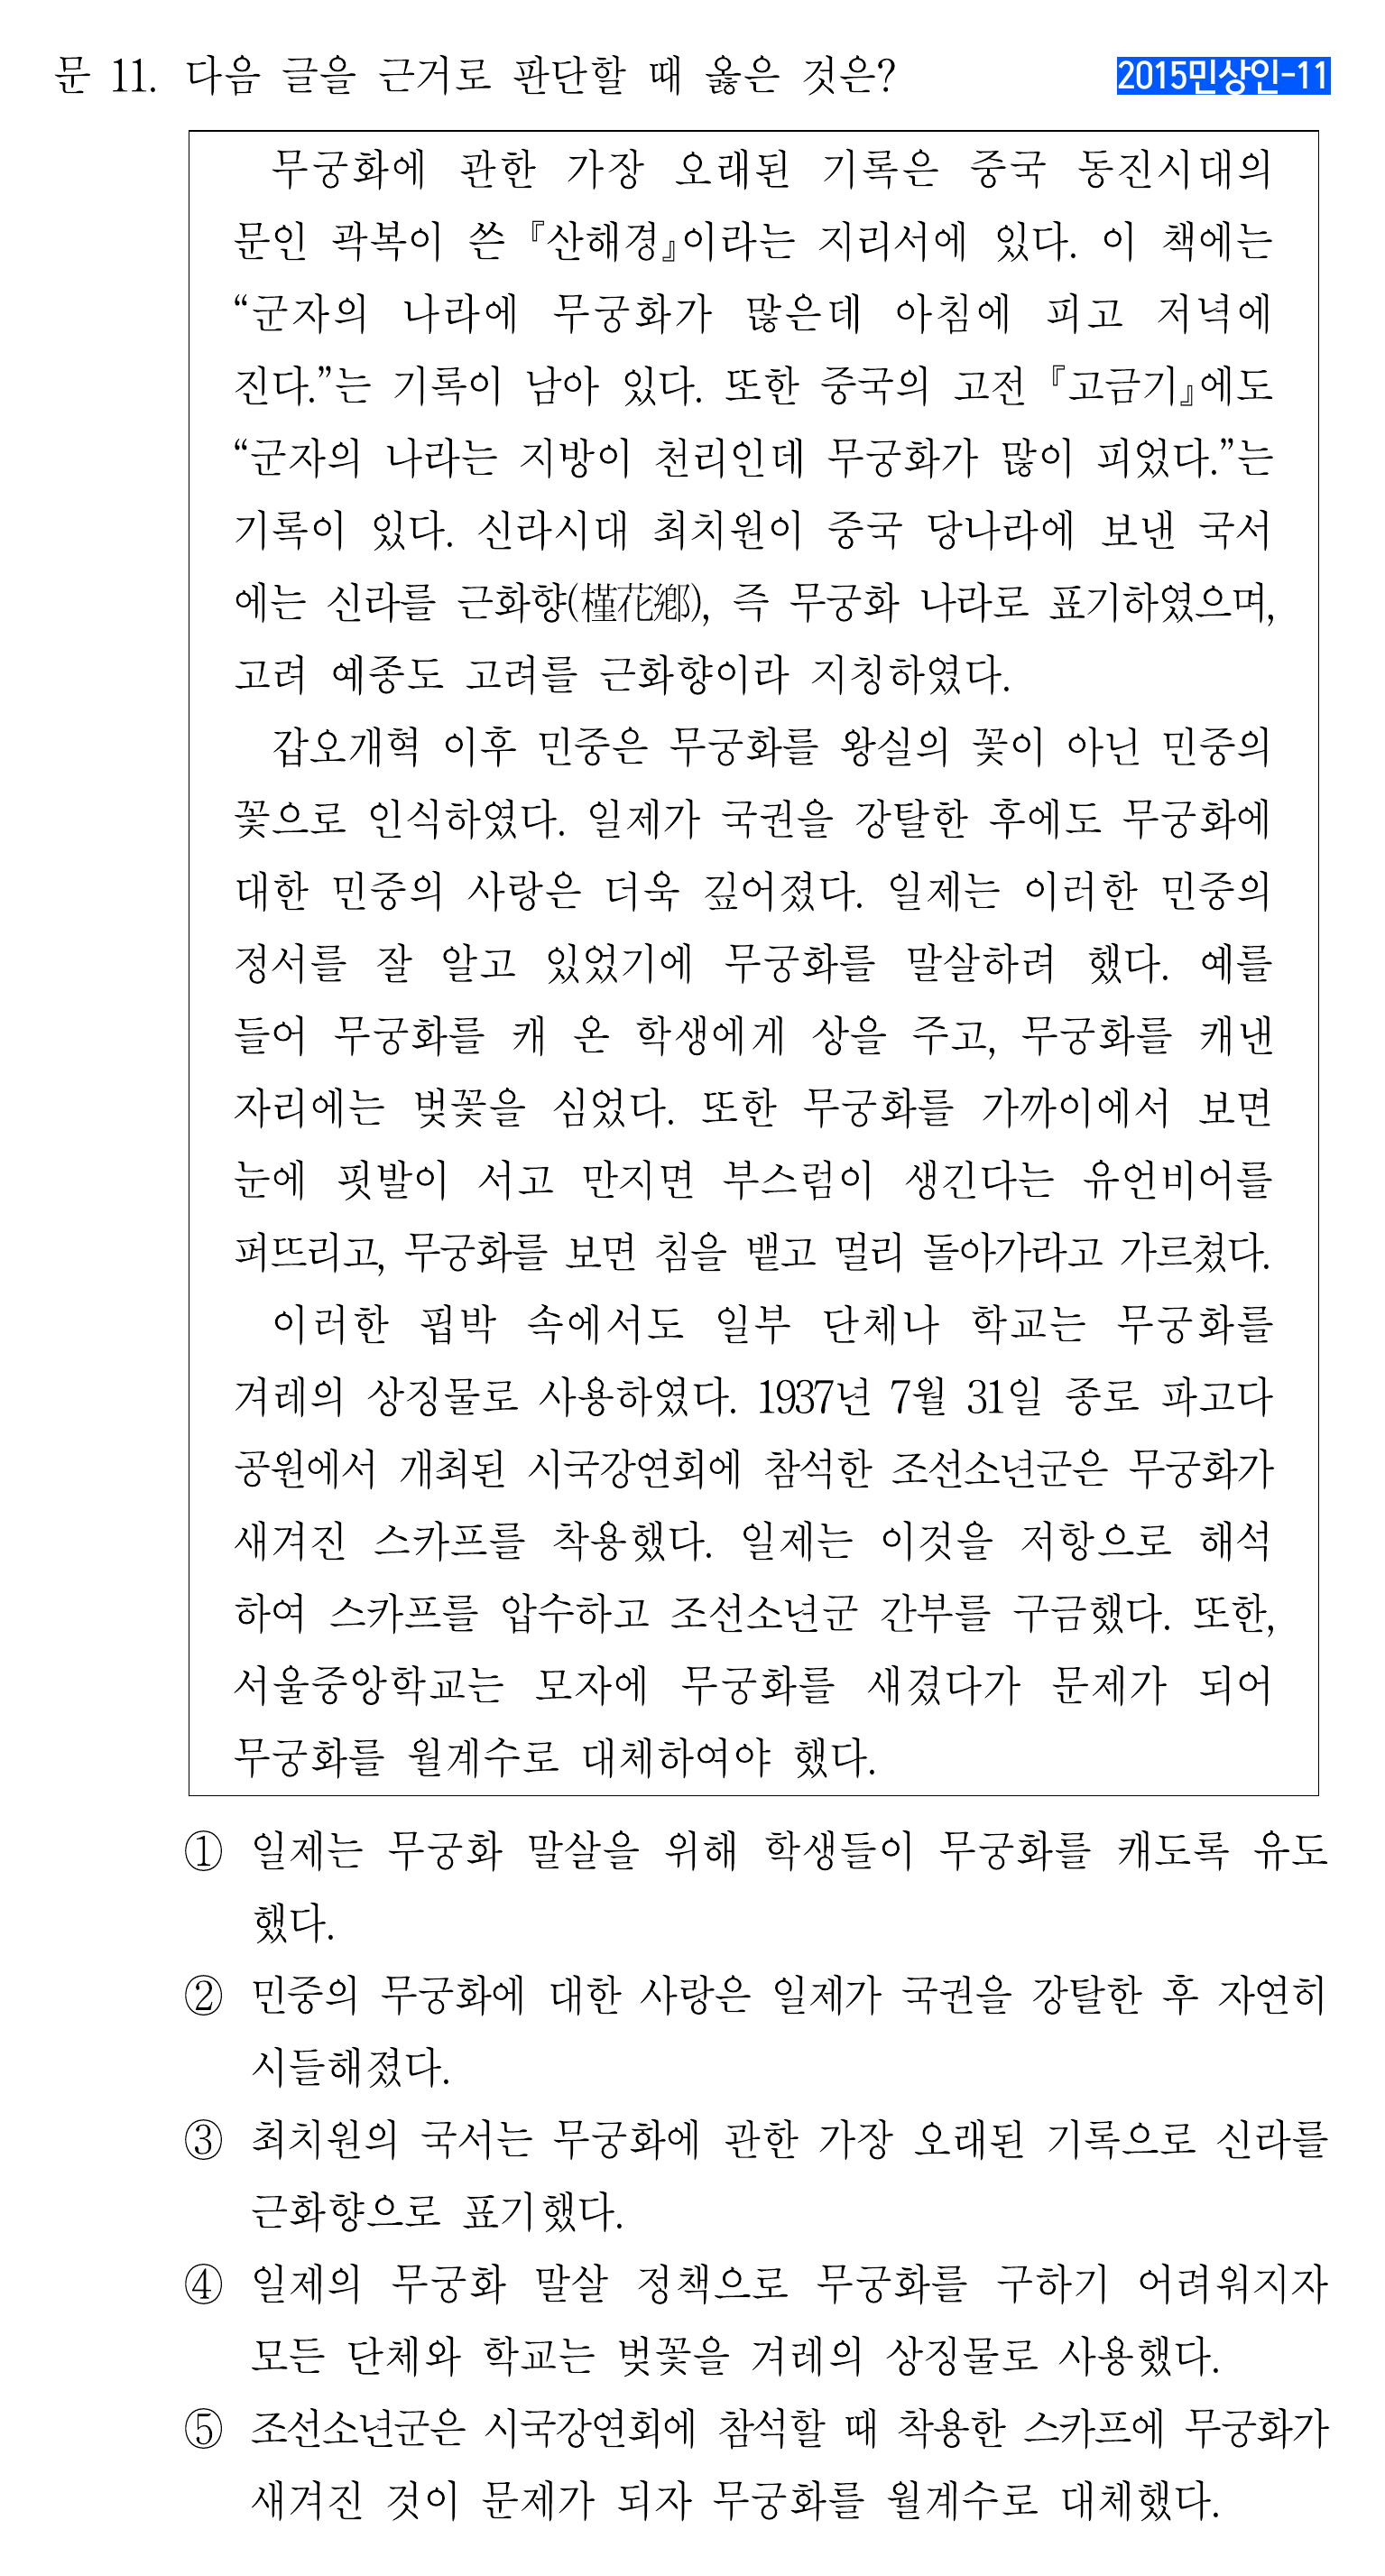 문 11. 다음 글을 근거로 판단할 때 옳은 것은?
2015민상인-11
무궁화에 관한 가장 오래된 기록은 중국 동진시대의
문인 곽복이 쓴 『산해경』이라는 지리서에 있다. 이 책에는
“군자의 나라에 무궁화가 많은데 아침에 피고 저녁에
진다.”는 기록이 남아 있다. 또한 중국의 고전 『고금기』에도
“군자의 나라는 지방이 천리인데 무궁화가 많이 피었다.”는
기록이 있다. 신라시대 최치원이 중국 당나라에 보낸 국서
에는 신라를 근화향(槿花鄕), 즉 무궁화 나라로 표기하였으며,
고려 예종도 고려를 근화향이라 지칭하였다.
갑오개혁 이후 민중은 무궁화를 왕실의 꽃이 아닌 민중의
꽃으로 인식하였다. 일제가 국권을 강탈한 후에도 무궁화에
대한 민중의 사랑은 더욱 깊어졌다. 일제는 이러한 민중의
정서를 잘 알고 있었기에 무궁화를 말살하려 했다. 예를
들어 무궁화를 캐 온 학생에게 상을 주고, 무궁화를 캐낸
자리에는 벚꽃을 심었다. 또한 무궁화를 가까이에서 보면
눈에 핏발이 서고 만지면 부스럼이 생긴다는 유언비어를
퍼뜨리고, 무궁화를 보면 침을 뱉고 멀리 돌아가라고 가르쳤다.
이러한 핍박 속에서도 일부 단체나 학교는 무궁화를
겨레의 상징물로 사용하였다. 1937년 7월 31일 종로 파고다
공원에서 개최된 시국강연회에 참석한 조선소년군은 무궁화가
새겨진 스카프를 착용했다. 일제는 이것을 저항으로 해석
하여 스카프를 압수하고 조선소년군 간부를 구금했다. 또한,
서울중앙학교는 모자에 무궁화를 새겼다가 문제가 되어
무궁화를 월계수로 대체하여야 했다.
① 일제는 무궁화 말살을 위해 학생들이 무궁화를 캐도록 유도
했다.
② 민중의 무궁화에 대한 사랑은 일제가 국권을 강탈한 후 자연히
시들해졌다.
③ 최치원의 국서는 무궁화에 관한 가장 오래된 기록으로 신라를
근화향으로 표기했다.
④ 일제의 무궁화 말살 정책으로 무궁화를 구하기 어려워지자
모든 단체와 학교는 벚꽃을 겨레의 상징물로 사용했다.
⑤ 조선소년군은 시국강연회에 참석할 때 착용한 스카프에 무궁화가
새겨진 것이 문제가 되자 무궁화를 월계수로 대체했다.